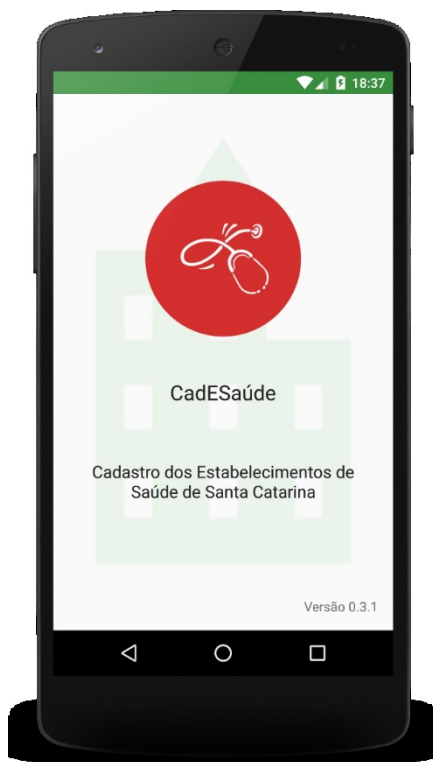 18:37
CadESaúde
Cadastro dos Estabelecimentos de
Saúde de Santa Catarina
Versão 0.3.1